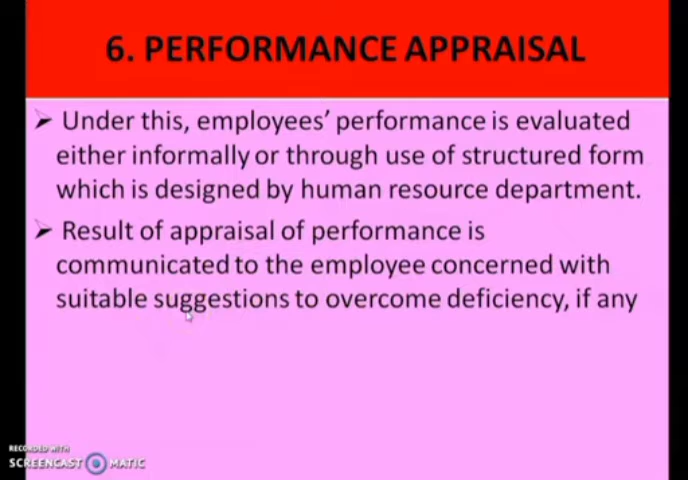 6. PERFORMANCE APPRAISAL
➤ Under this, employees’ performance is evaluated
either informally or through use of structured form
which is designed by human resource department.
➤ Result of appraisal of performance is
communicated to the employee concerned with
suitable suggestions to overcome deficiency, if any
RECORDED WITH
SCREENCAST MATIC